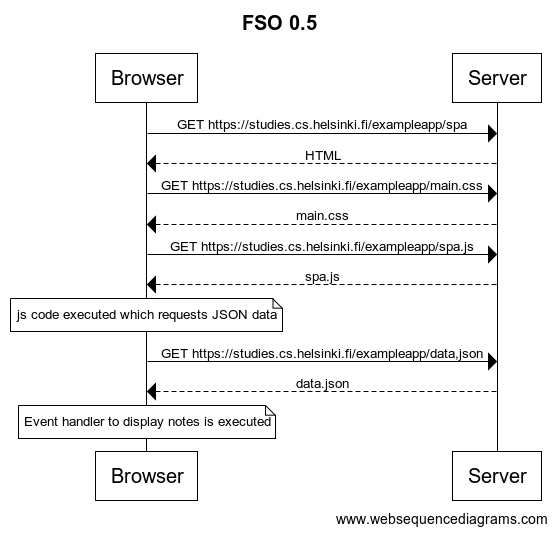 FSO 0.5
Browser
Server
GET https://studies.cs.helsinki.fi/exampleapp/spa
HTML
GET https://studies.cs.helsinki.fi/exampleapp/main.css
main.css
GET https://studies.cs.helsinki.fi/exampleapp/spa.js
spa.js
js code executed which requests JSON data
GET https://studies.cs.helsinki.fi/exampleapp/data,json
data.json
Event handler to display notes is executed
Browser
Server
www.websequencediagrams.com